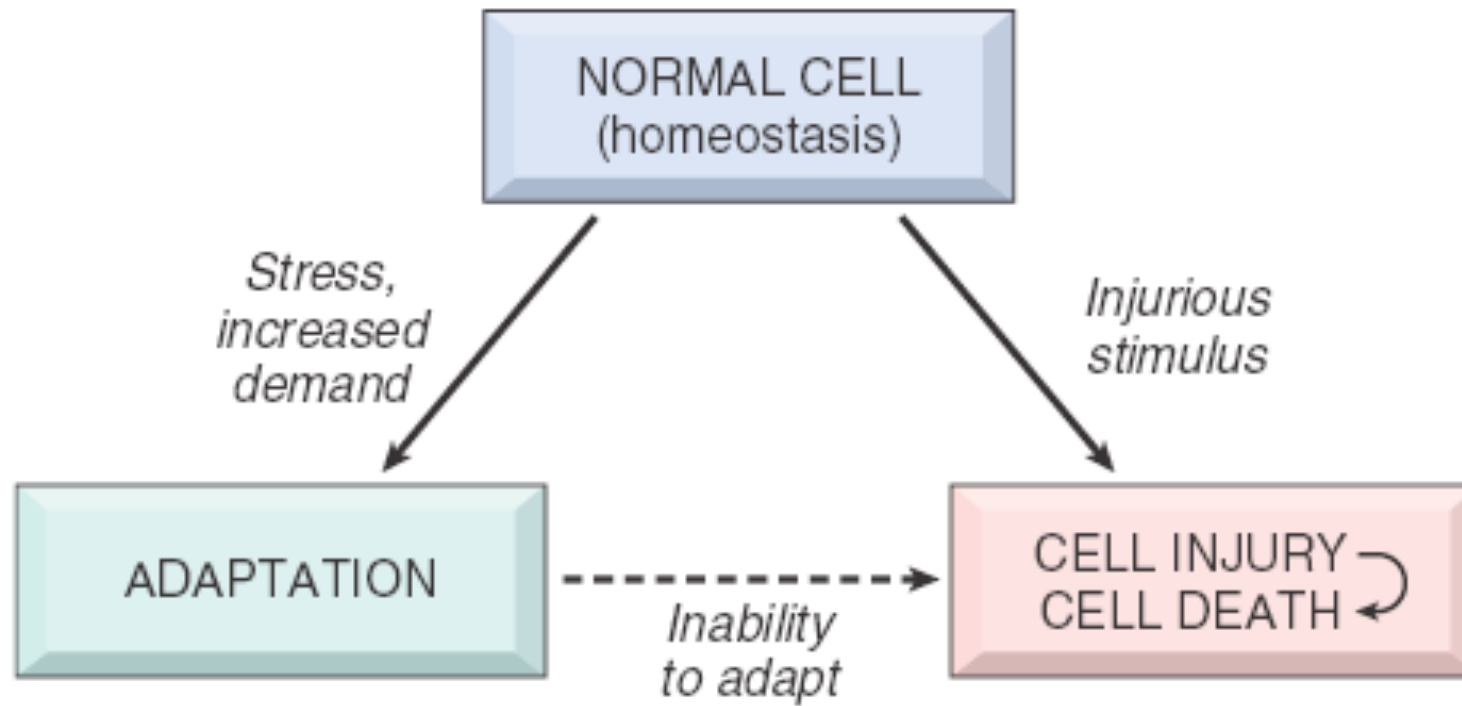 NORMAL CELL
(homeostasis)
Stress,
increased
demand
Injurious
stimulus
ADAPTATION
Inability
to adapt
CELL INJURY
CELL DEATH